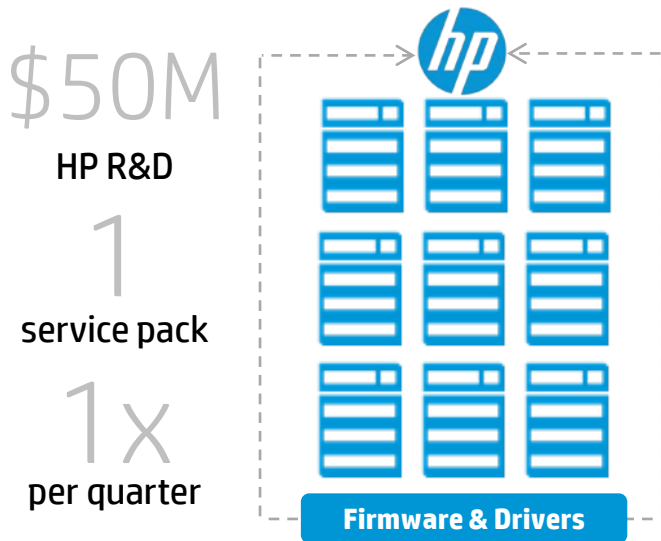 hp
$50M
HP R&D
1
service pack
1x
per quarter
Firmware & Drivers